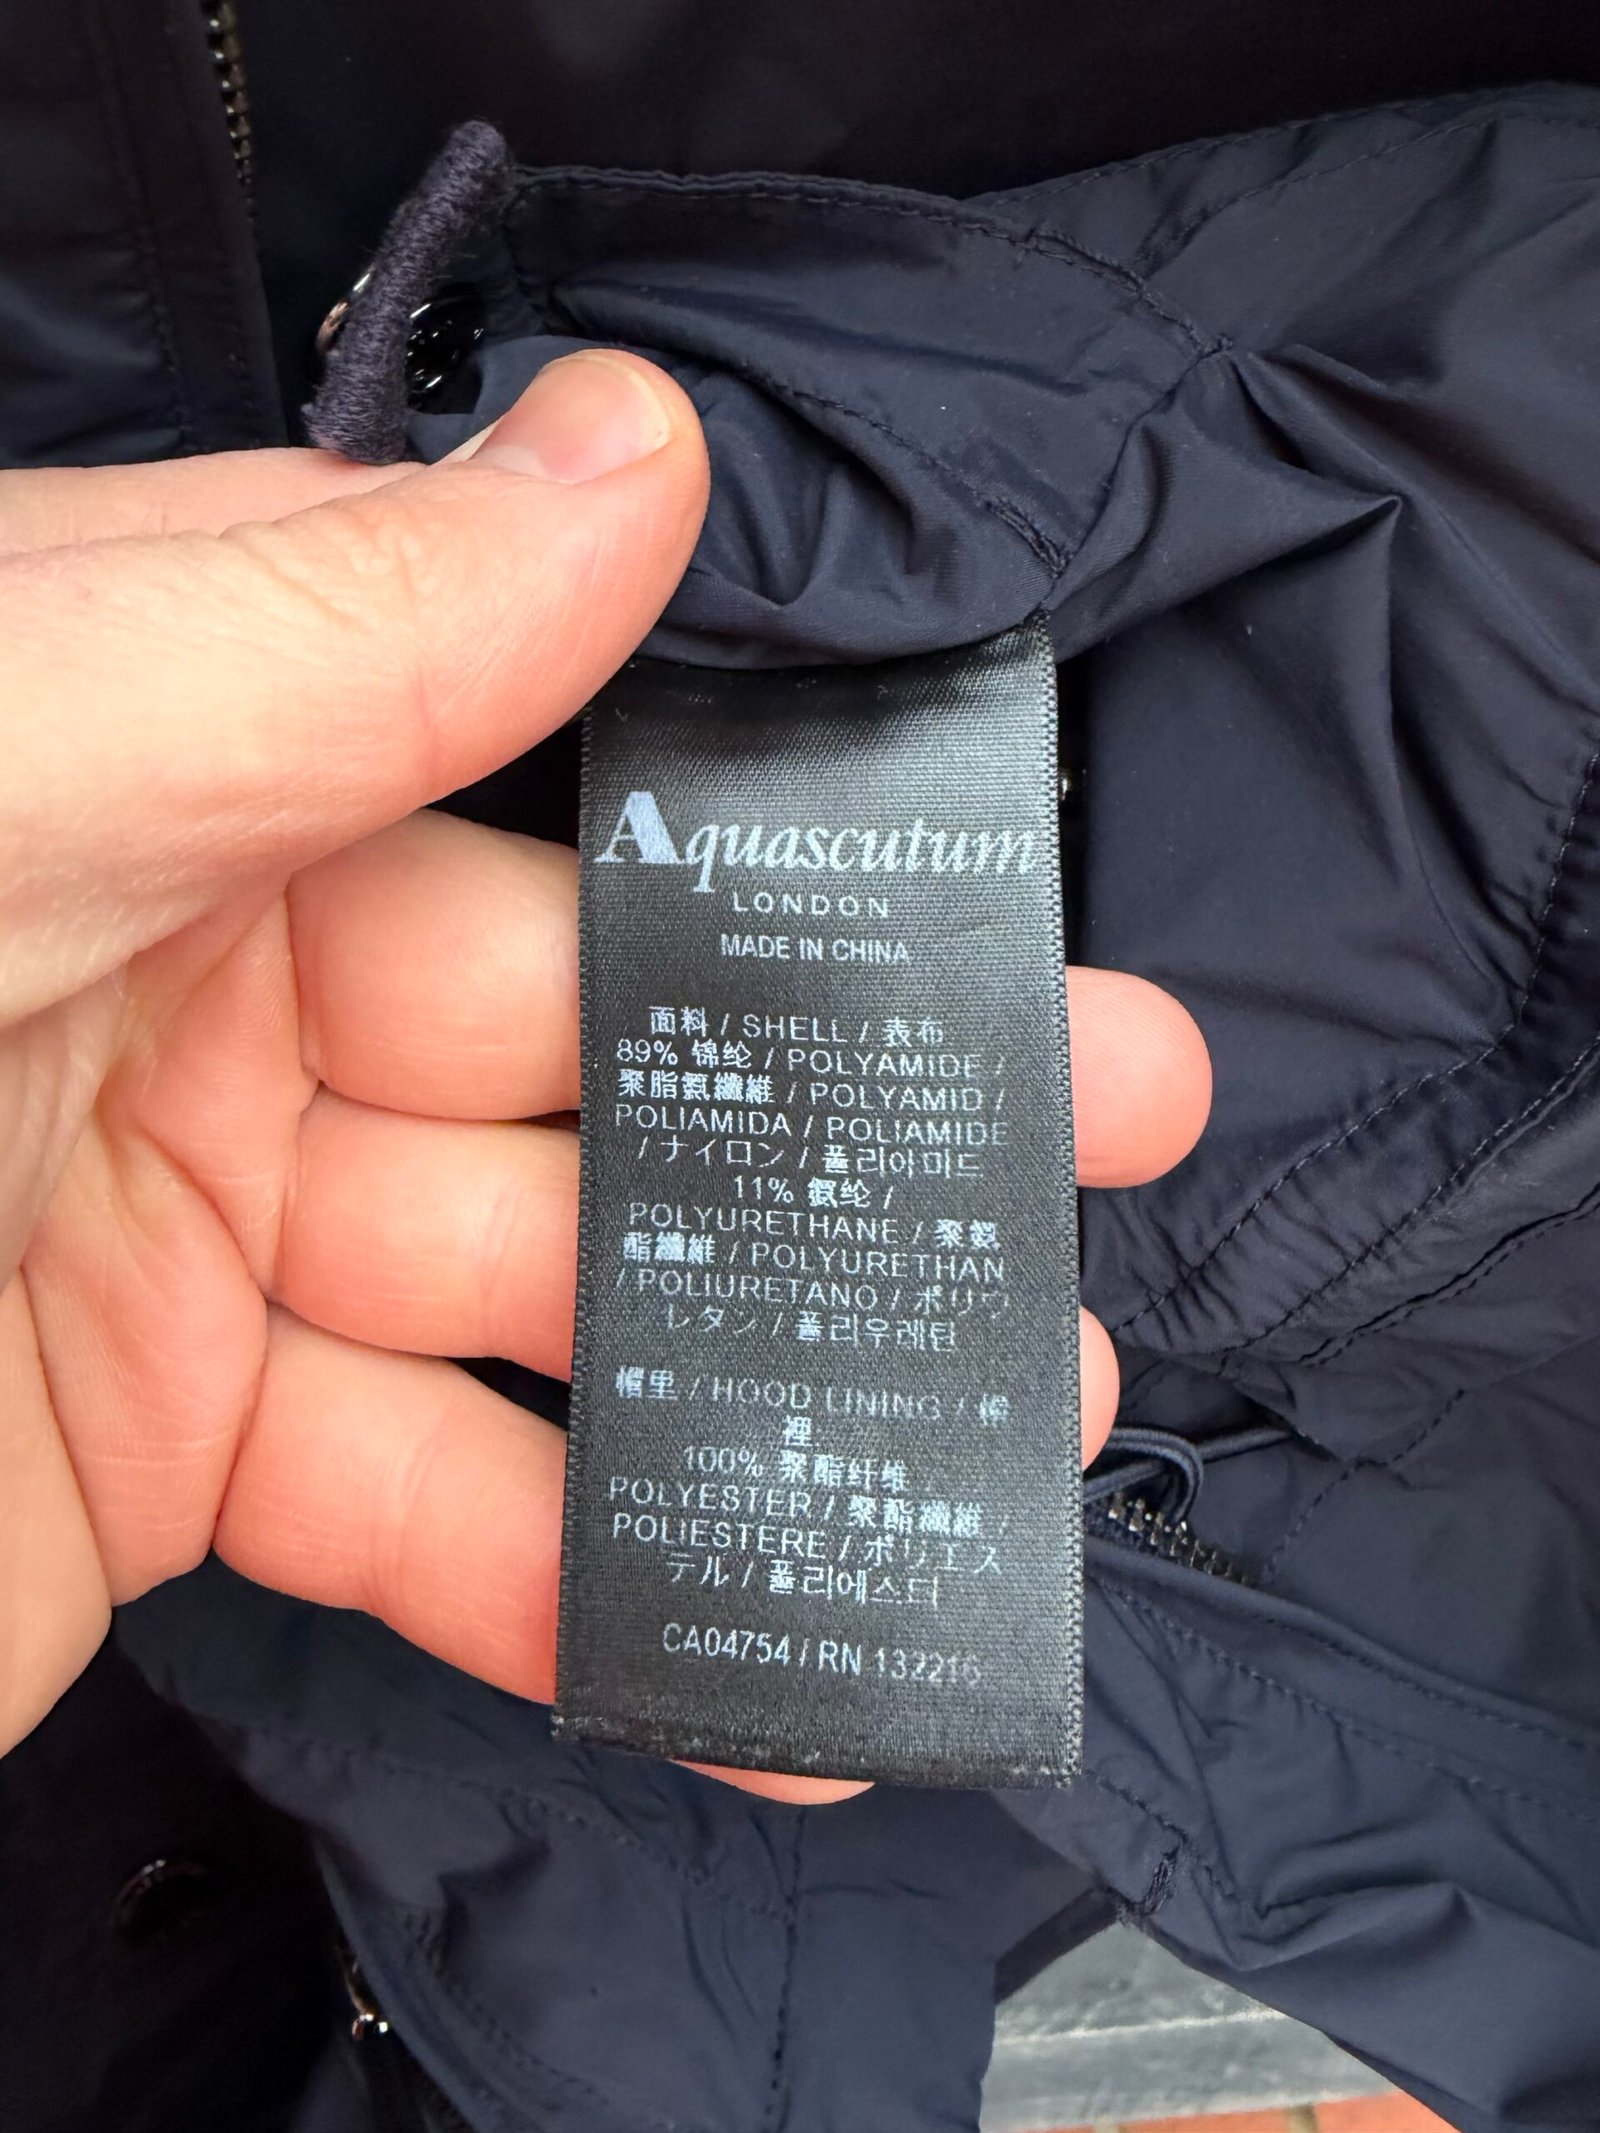 Aquascutum
LONDON
MADE IN CHINA
面料 / SHELL / 表布
89% 锦纶 / POLYAMIDE /
聚脂氨纖維 / POLYAMID /
POLIAMIDA / POLIAMIDE
/ ナイロン / 폴리아미드
11% 氨纶 /
POLYURETHANE / 聚氨
酯纖維 / POLYURETHAN
/ POLIURETANO / ポリウ
レタン / 폴리우레탄
帽里 / HOOD LINING / 帽
裡
100% 聚酯纤维
POLYESTER / 聚酯纖維 /
POLIESTERE / ポリエス
テル / 폴리에스터
CA04754 / RN 132216